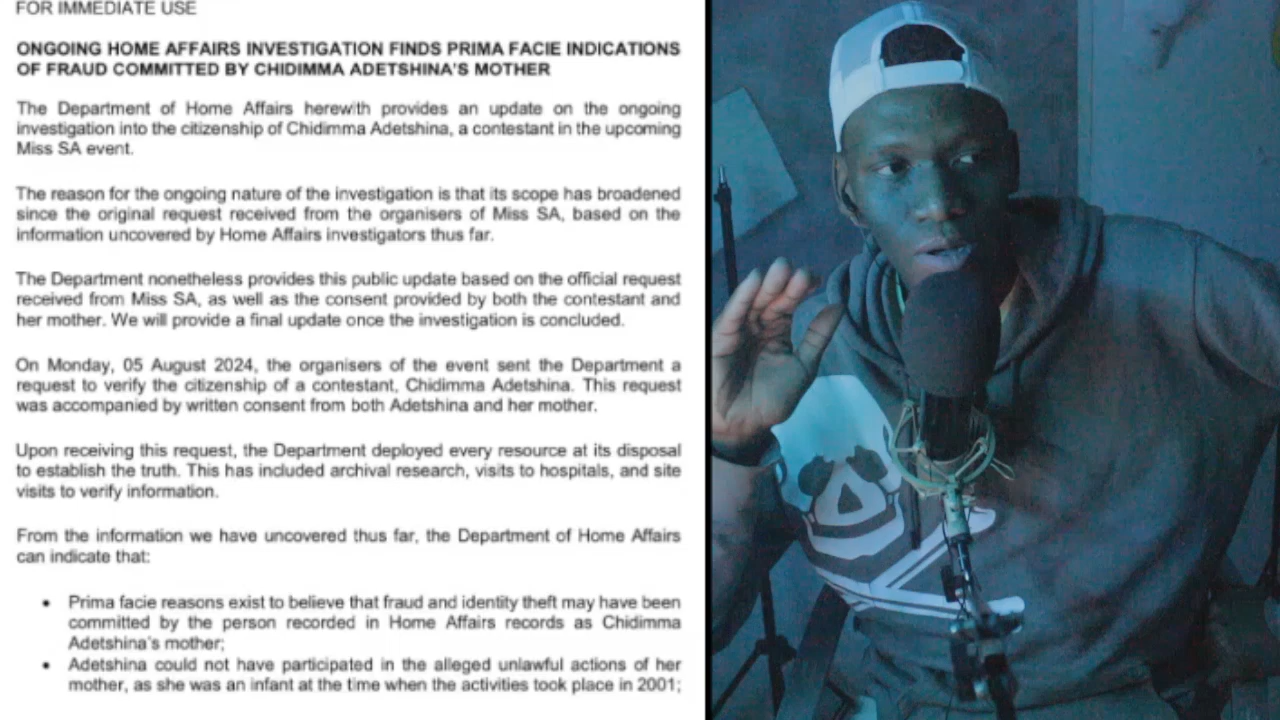 FOR IMMEDIATE USE
ONGOING HOME AFFAIRS INVESTIGATION FINDS PRIMA FACIE INDICATIONS
OF FRAUD COMMITTED BY CHIDIMMA ADETSHINA'S MOTHER
The Department of Home Affairs herewith provides an update on the ongoing
investigation into the citizenship of Chidimma Adetshina, a contestant in the upcoming
Miss SA event.
The reason for the ongoing nature of the investigation is that its scope has broadened
since the original request received from the organisers of Miss SA, based on the
information uncovered by Home Affairs investigators thus far.
The Department nonetheless provides this public update based on the official request
received from Miss SA, as well as the consent provided by both the contestant and
her mother. We will provide a final update once the investigation is concluded.
On Monday, 05 August 2024, the organisers of the event sent the Department a
request to verify the citizenship of a contestant, Chidimma Adetshina. This request
was accompanied by written consent from both Adetshina and her mother.
Upon receiving this request, the Department deployed every resource at its disposal
to establish the truth. This has included archival research, visits to hospitals, and site
visits to verify information.
From the information we have uncovered thus far, the Department of Home Affairs
can indicate that:
• Prima facie reasons exist to believe that fraud and identity theft may have been
committed by the person recorded in Home Affairs records as Chidimma
Adetshina's mother;
• Adetshina could not have participated in the alleged unlawful actions of her
mother, as she was an infant at the time when the activities took place in 2001;